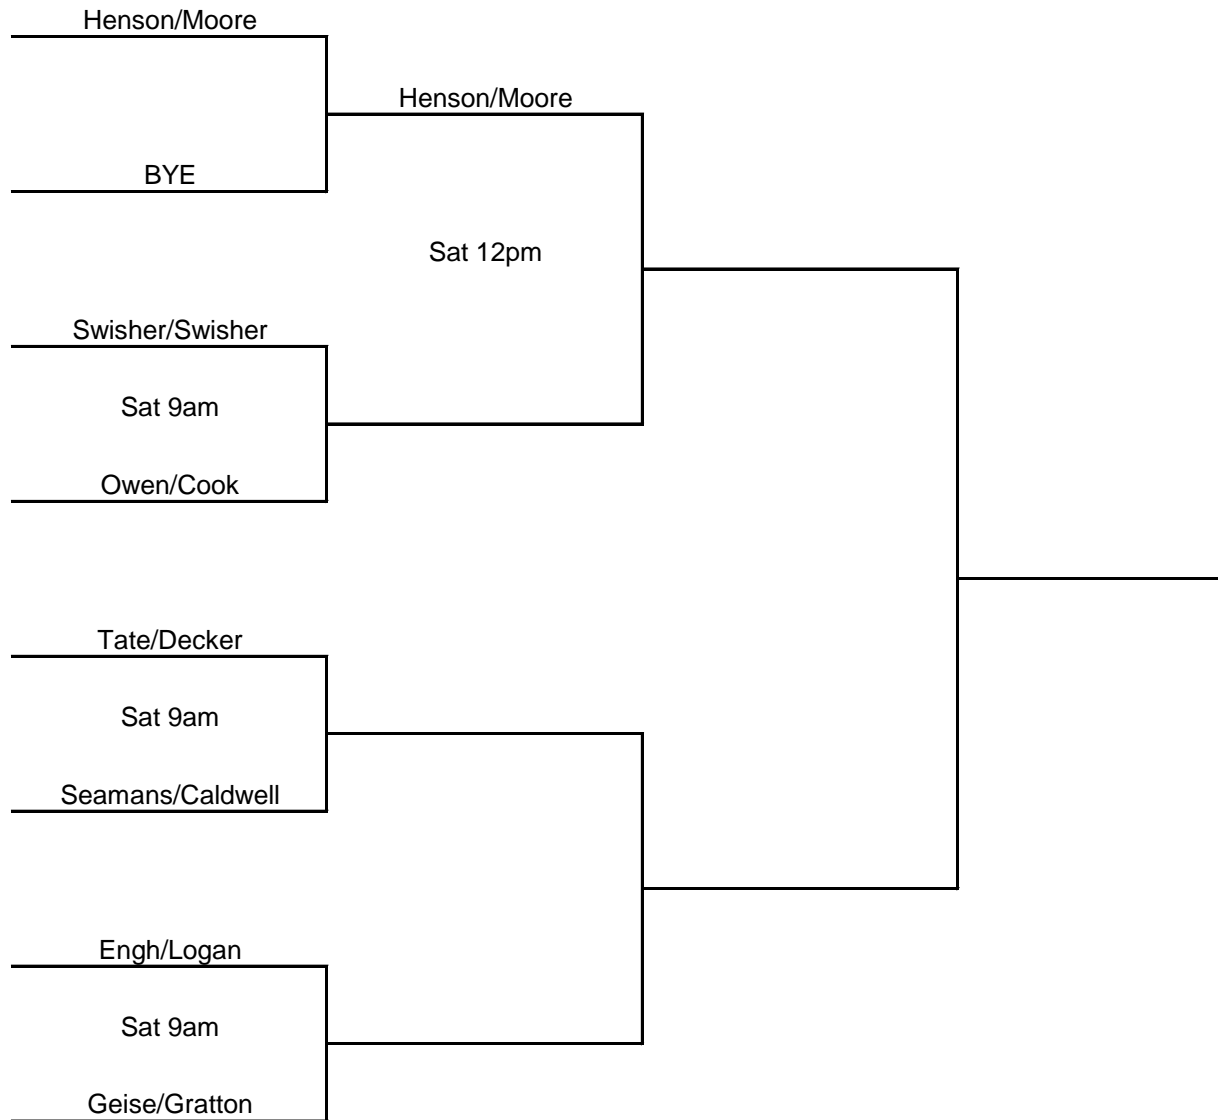 Henson/Moore
Henson/Moore
BYE
Sat 12pm
Swisher/Swisher
Sat 9am
Owen/Cook
Tate/Decker
Sat 9am
Seamans/Caldwell
Engh/Logan
Sat 9am
Geise/Gratton